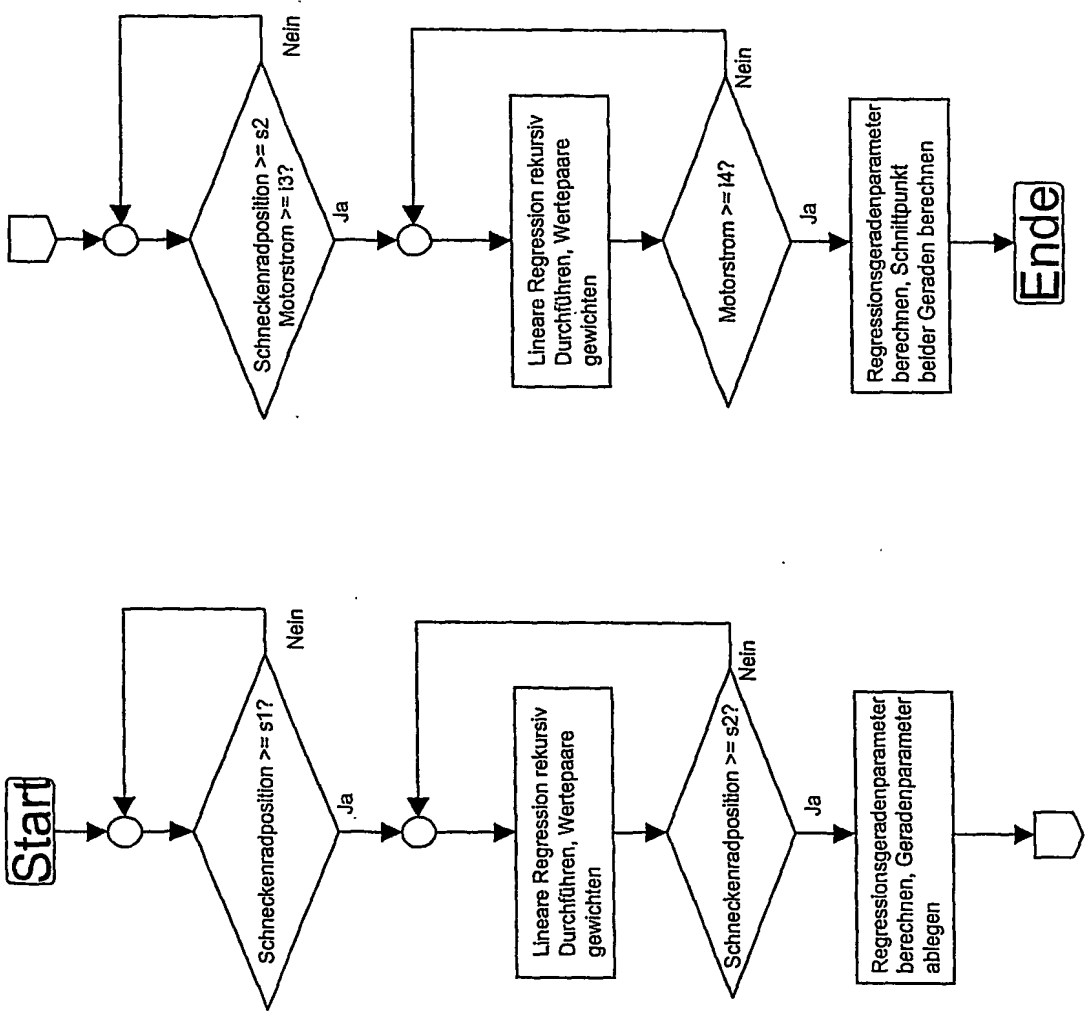 Start
Schneckenradposition >= s1?
Nein
Ja
Lineare Regression rekursiv
Durchführen, Wertepaare
gewichten
Schneckenradposition >= s2?
Nein
Ja
Regressionsgeradenparameter
berechnen, Geradenparameter
ablegen
Schneckenradposition >= s2
Motorstrom >= i3?
Nein
Ja
Lineare Regression rekursiv
Durchführen, Wertepaare
gewichten
Motorstrom >= i4?
Nein
Ja
Regressionsgeradenparameter
berechnen, Schnittpunkt
beider Geraden berechnen
Ende